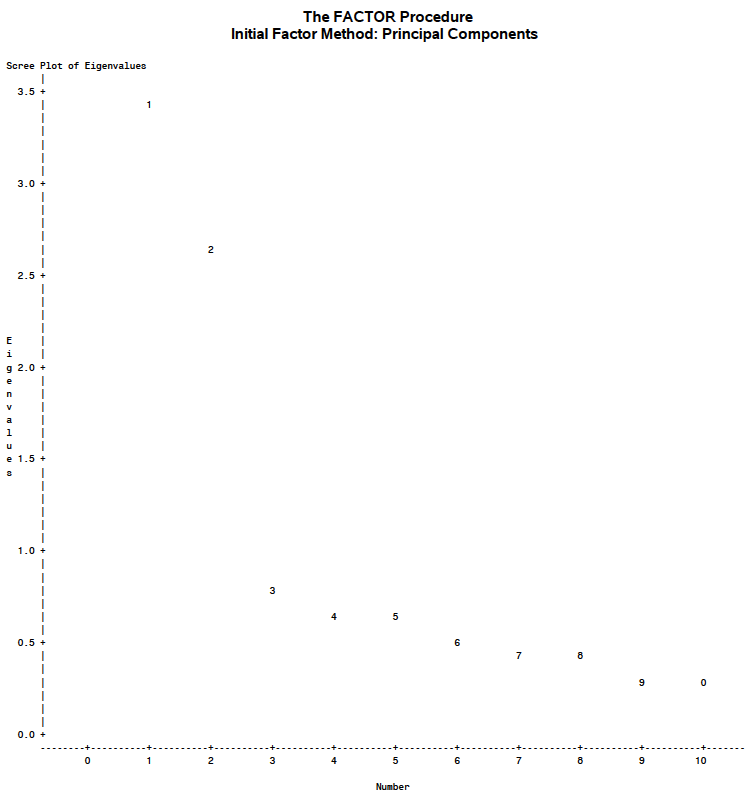 The FACTOR Procedure
Initial Factor Method: Principal Components
Scree Plot of Eigenvalues
3.5 +
1
3.0 +
2
2.5 +
Eigenvalues
2.0 +
1.5 +
1.0 +
3
4 5
0.5 + 6
7 8
9 0
0.0 +
--------+----------+----------+----------+----------+----------+----------+----------+----------+----------+----------+-------
0 1 2 3 4 5 6 7 8 9 10
Number